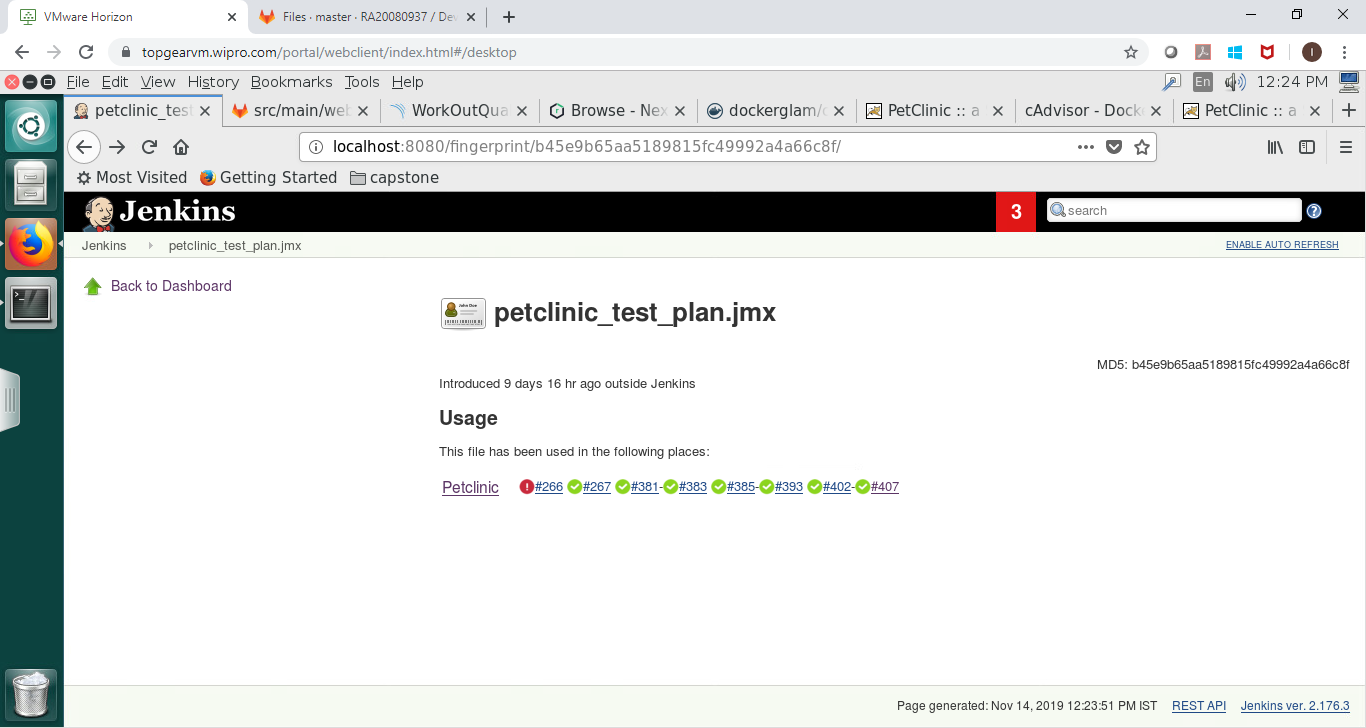 VMware Horizon
Files · master · RA20080937 / De
topgearvm.wipro.com/portal/webclient/index.html#/desktop
I
File Edit View History Bookmarks Tools Help
En
12:24 PM
petclinic_test
src/main/web
WorkOutQua
Browse - Nex
dockerglam/c
PetClinic :: a
cAdvisor - Dock
PetClinic :: a
localhost:8080/fingerprint/b45e9b65aa5189815fc49992a4a66c8f/
Most Visited Getting Started capstone
Jenkins
3
search
Jenkins petclinic_test_plan.jmx
ENABLE AUTO REFRESH
Back to Dashboard
John Doe
petclinic_test_plan.jmx
MD5: b45e9b65aa5189815fc49992a4a66c8f
Introduced 9 days 16 hr ago outside Jenkins
Usage
This file has been used in the following places:
Petclinic #266 #267 #381-#383 #385-#393 #402-#407
Page generated: Nov 14, 2019 12:23:51 PM IST REST API Jenkins ver. 2.176.3